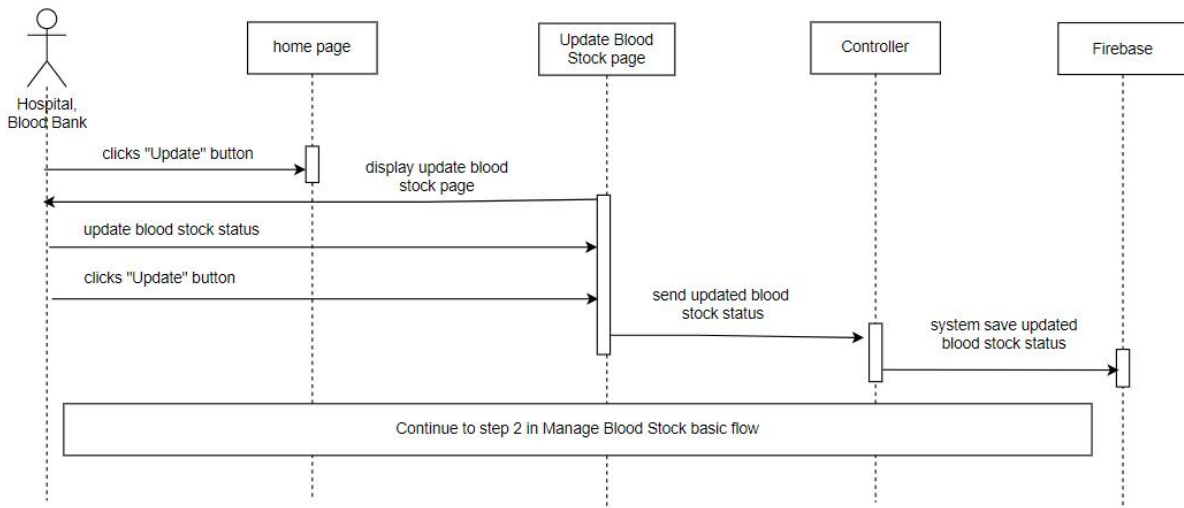 home page
Update Blood
Stock page
Controller
Firebase
Hospital,
Blood Bank
clicks "Update" button
display update blood
stock page
update blood stock status
clicks "Update" button
send updated blood
stock status
system save updated
blood stock status
Continue to step 2 in Manage Blood Stock basic flow